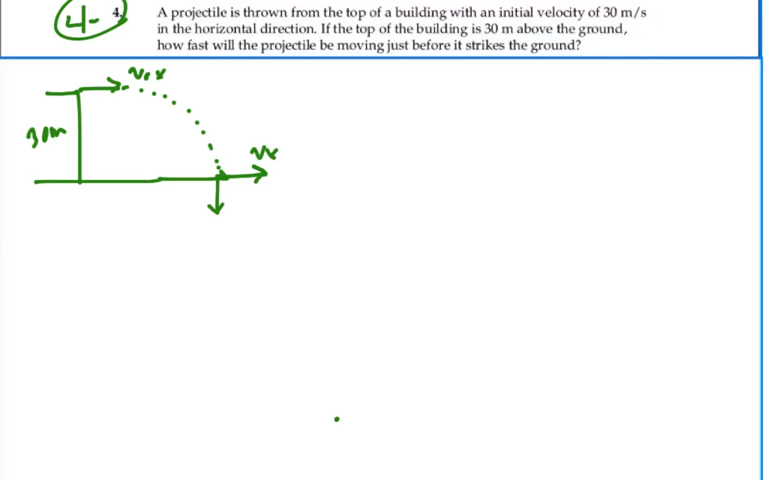 4- 4. A projectile is thrown from the top of a building with an initial velocity of 30 m/s
in the horizontal direction. If the top of the building is 30 m above the ground,
how fast will the projectile be moving just before it strikes the ground?
30m